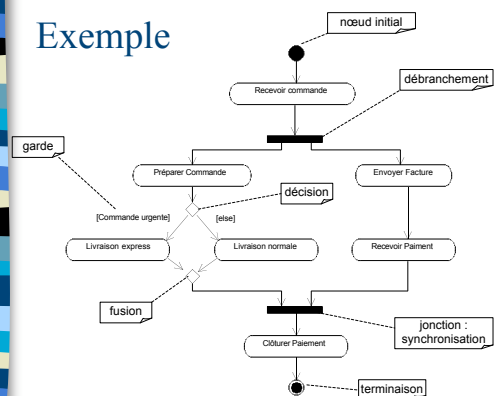 Exemple
nœud initial
Recevoir commande
débranchement
garde
Préparer Commande
Envoyer Facture
décision
[Commande urgente]
[else]
Livraison express
Livraison normale
Recevoir Paiment
fusion
jonction :
synchronisation
Clôturer Paiement
terminaison